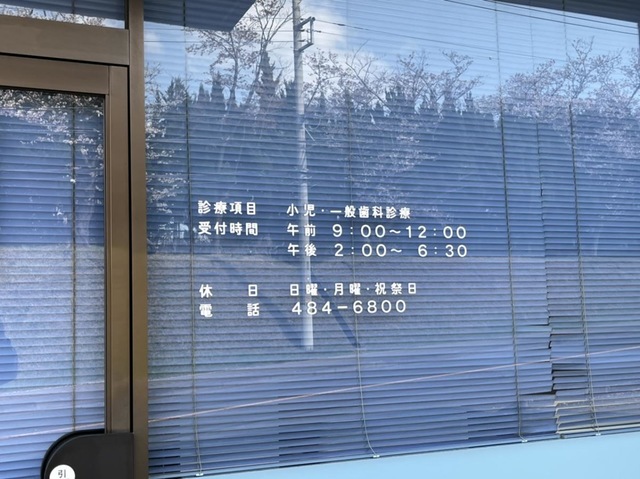 診療項目 小児・一般歯科診療
受付時間 午前 9:00~12:00
午後 2:00~ 6:30
休 日 日曜・月曜・祝祭日
電 話 484-6800
引